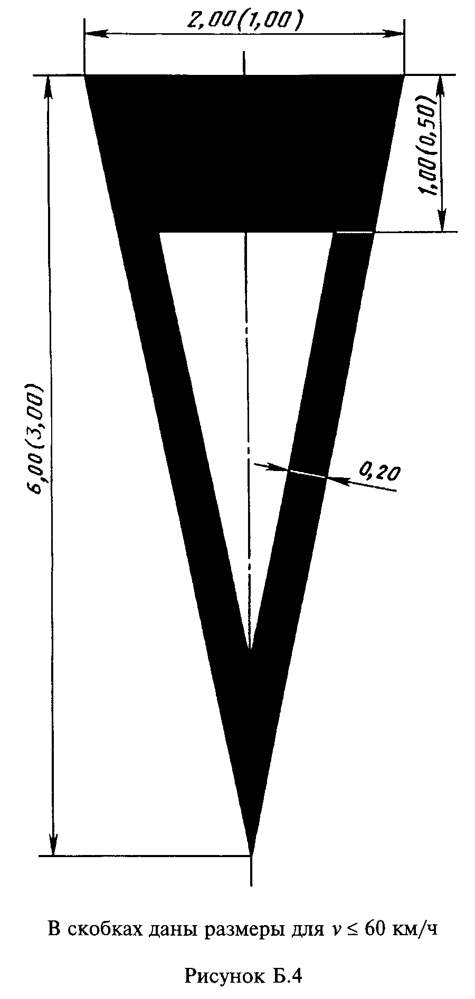 2,00(1,00)
1,00(0,50)
6,00(3,00)
0,20
В скобках даны размеры для v ≤ 60 км/ч
Рисунок Б.4